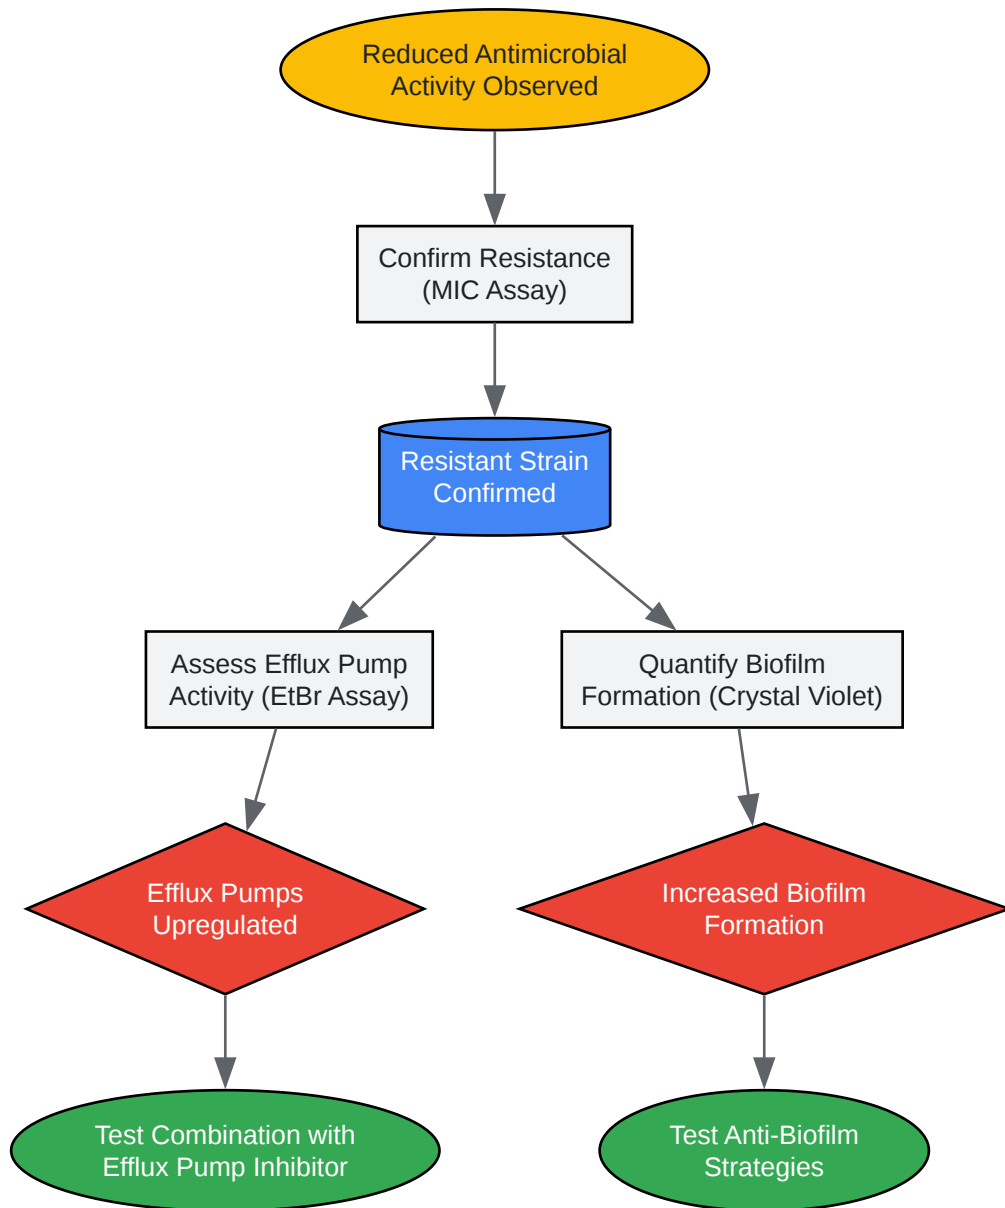 Reduced Antimicrobial
Activity Observed
Confirm Resistance
(MIC Assay)
Resistant Strain
Confirmed
Assess Efflux Pump
Activity (EtBr Assay)
Quantify Biofilm
Formation (Crystal Violet)
Efflux Pumps
Upregulated
Increased Biofilm
Formation
Test Combination with
Efflux Pump Inhibitor
Test Anti-Biofilm
Strategies